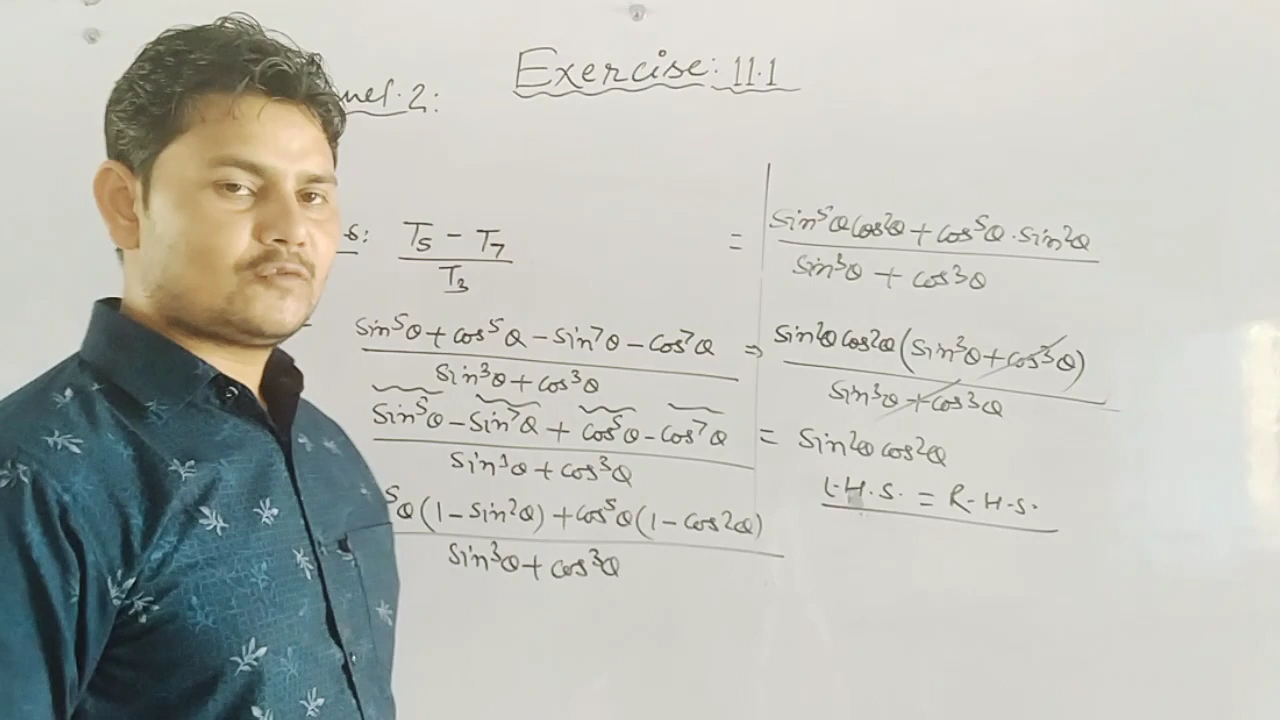 Exercise: 11.1
2:
s: T₅ - T₇ / T₃
sin⁵θ + cos⁵θ - sin⁷θ - cos⁷θ / sin³θ + cos³θ
sin⁵θ - sin⁷θ + cos⁵θ - cos⁷θ / sin³θ + cos³θ
⁵θ(1 - sin²θ) + cos⁵θ(1 - cos²θ) / sin³θ + cos³θ
= sin⁵θ cos²θ + cos⁵θ . sin²θ / sin³θ + cos³θ
⇒ sin²θ cos²θ (sin³θ + cos³θ) / sin³θ + cos³θ
= sin²θ cos²θ
L.H.S. = R.H.S.